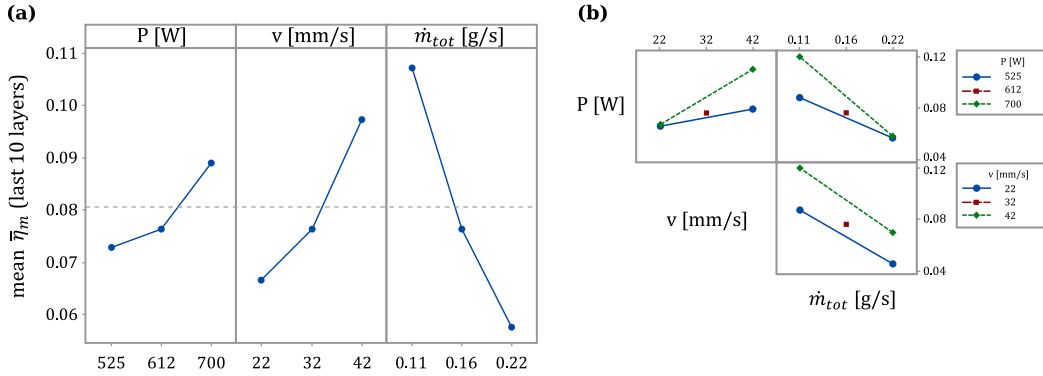 (a)
P [W] v [mm/s] ṁtot [g/s]
mean η̅m (last 10 layers)
0.11
0.10
0.09
0.08
0.07
0.06
525 612 700 22 32 42 0.11 0.16 0.22
(b)
22 32 42 0.11 0.16 0.22
P [W]
0.12
0.08
0.04
P [W]
525
612
700
v [mm/s]
0.12
0.08
0.04
v [mm/s]
22
32
42
ṁtot [g/s]